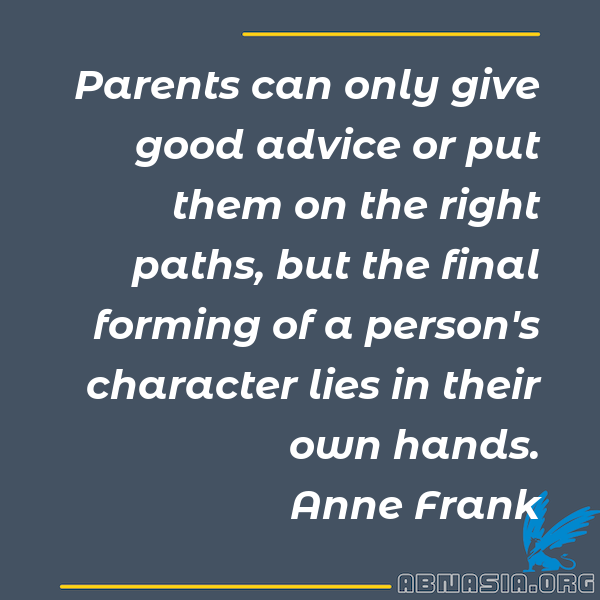 Parents can only give
good advice or put
them on the right
paths, but the final
forming of a person's
character lies in their
own hands.
Anne Frank
ABNASIA.ORG